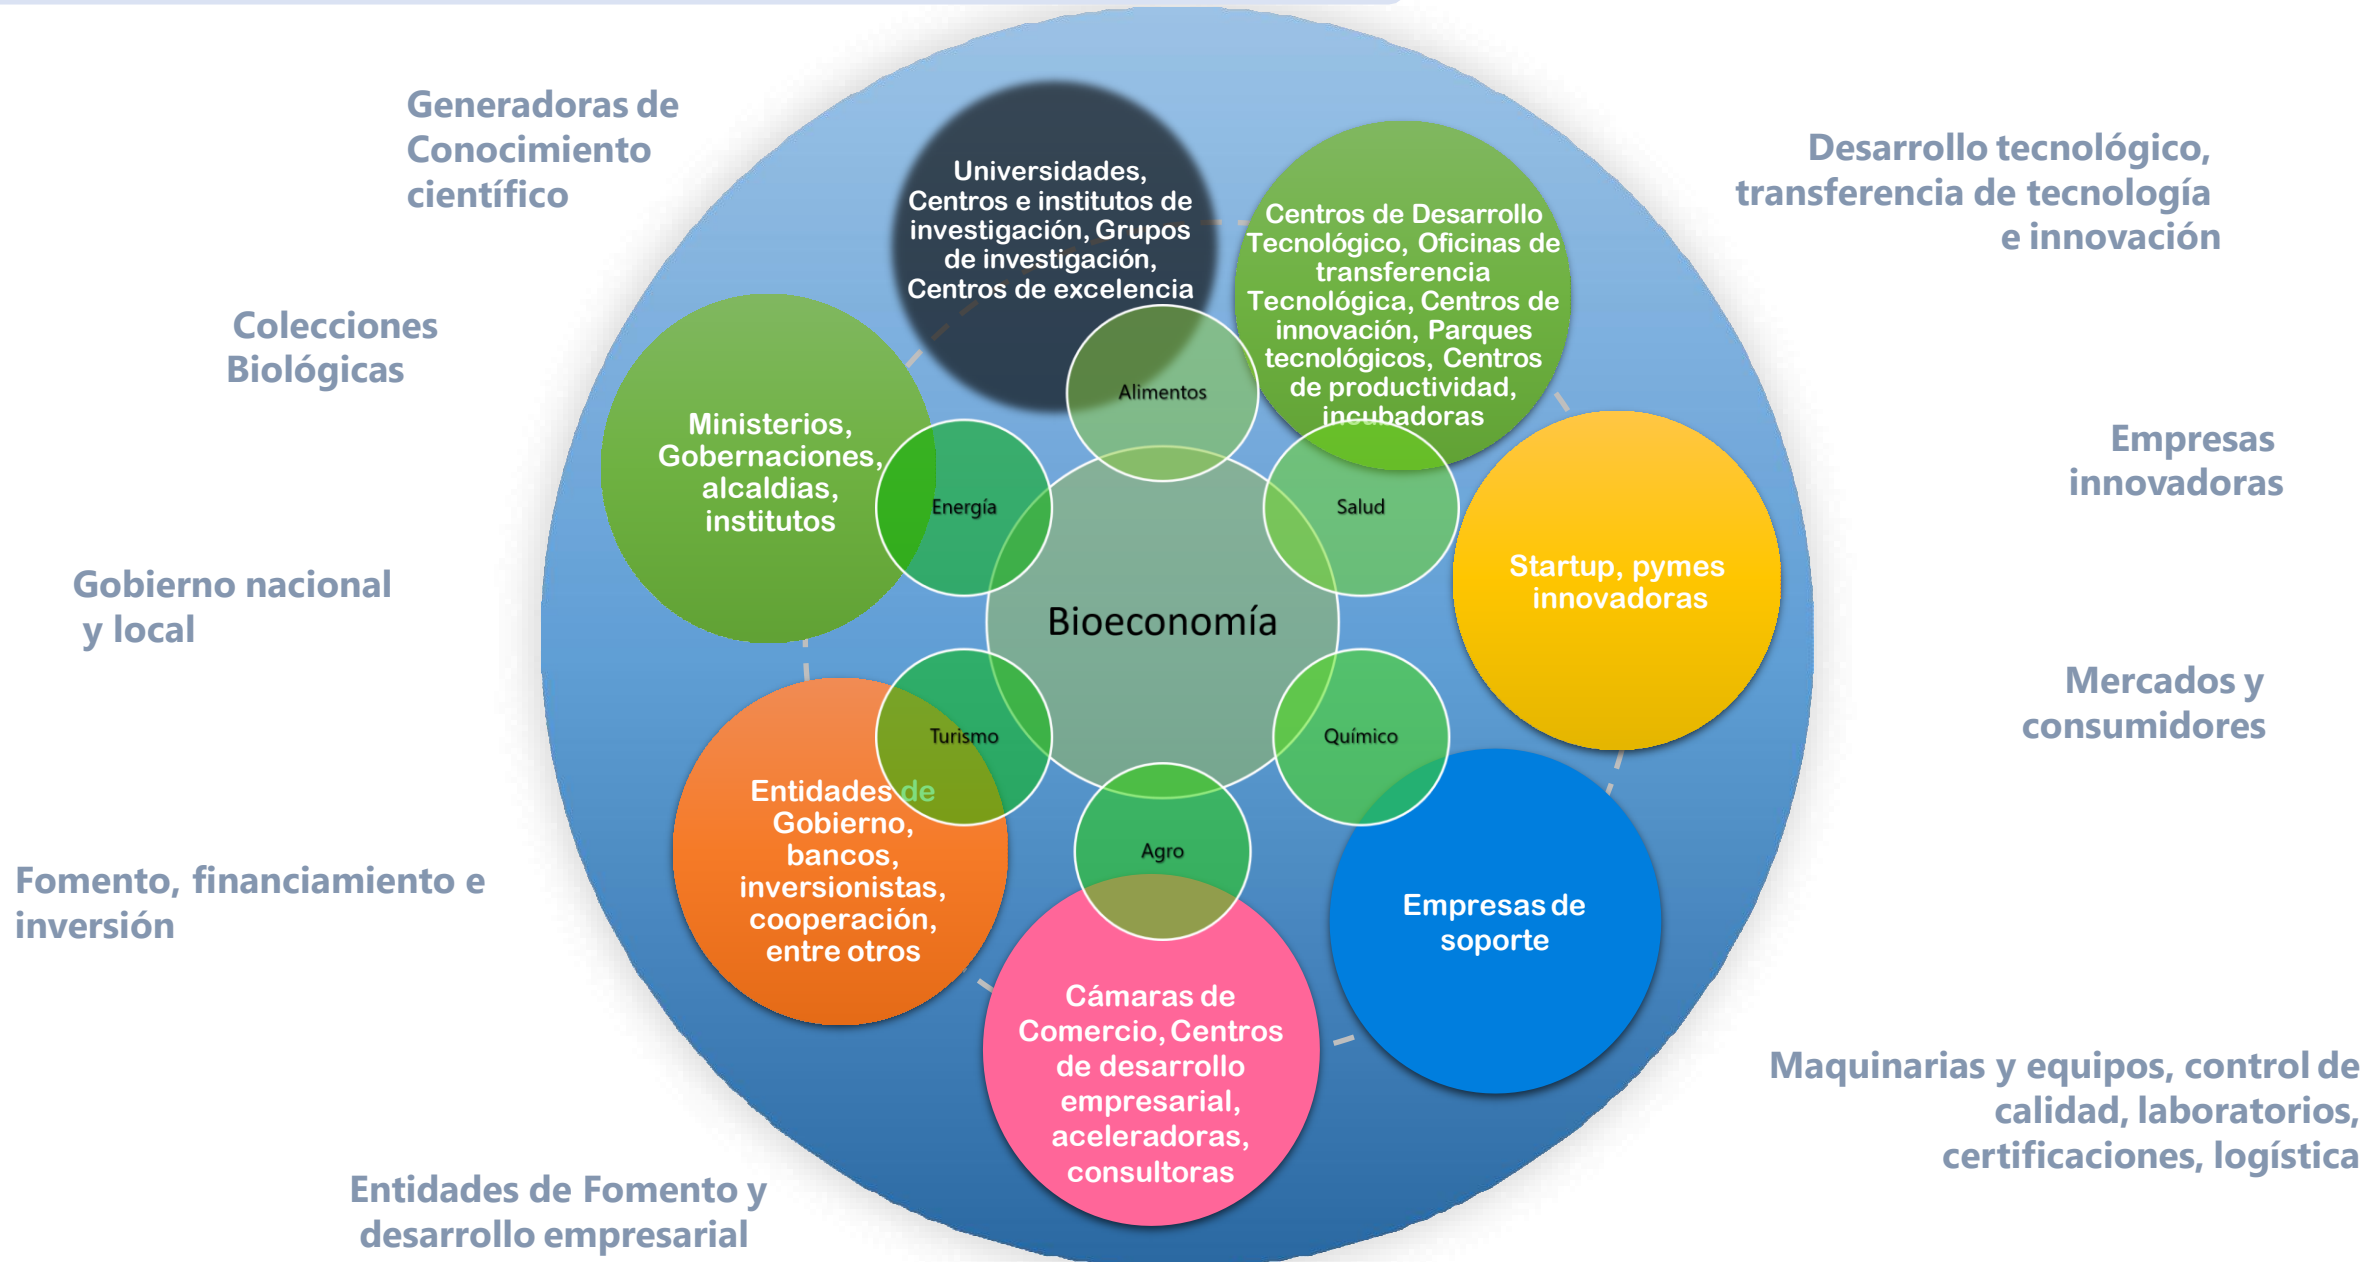 Generadoras de
Conocimiento
científico
Desarrollo tecnológico,
transferencia de tecnología
e innovación
Universidades,
Centros e institutos de
investigación, Grupos
de investigación,
Centros de excelencia
Centros de Desarrollo
Tecnológico, Oficinas de
transferencia
Tecnológica, Centros de
innovación, Parques
tecnológicos, Centros
de productividad,
incubadoras
Colecciones
Biológicas
Alimentos
Ministerios,
Gobernaciones,
alcaldias,
institutos
Energía
Salud
Empresas
innovadoras
Startup, pymes
innovadoras
Gobierno nacional
y local
Bioeconomía
Mercados y
consumidores
Turismo
Químico
Entidades de
Gobierno,
bancos,
inversionistas,
cooperación,
entre otros
Agro
Fomento, financiamiento e
inversión
Empresas de
soporte
Cámaras de
Comercio, Centros
de desarrollo
empresarial,
aceleradoras,
consultoras
Maquinarias y equipos, control de
calidad, laboratorios,
certificaciones, logística
Entidades de Fomento y
desarrollo empresarial